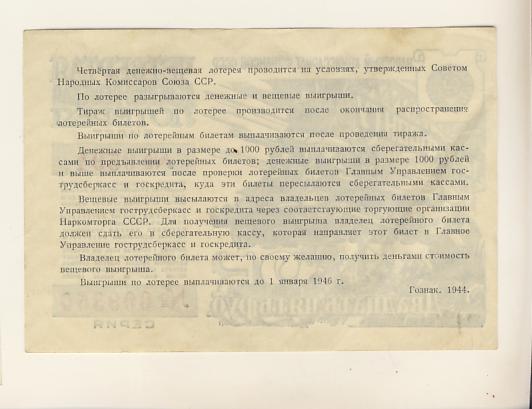 Четвёртая денежно-вещевая лотерея проводится на условиях, утвержденных Советом
Народных Комиссаров Союза ССР.
По лотерее разыгрываются денежные и вещевые выигрыши.
Тираж выигрышей по лотерее производится после окончания распространения
лотерейных билетов.
Выигрыши по лотерейным билетам выплачиваются после проведения тиража.
Денежные выигрыши в размере до 1000 рублей выплачиваются сберегательными кас-
сами по предъявлении лотерейных билетов; денежные выигрыши в размере 1000 рублей
и выше выплачиваются после проверки лотерейных билетов Главным Управлением гос-
трудсберкасс и госкредита, куда эти билеты пересылаются сберегательными кассами.
Вещевые выигрыши высылаются в адреса владельцев лотерейных билетов Главным
Управлением гострудсберкасс и госкредита через соответствующие торгующие организации
Наркомторга СССР. Для получения вещевого выигрыша владелец лотерейного билета
должен сдать его в сберегательную кассу, которая направляет этот билет в Главное
Управление гострудсберкасс и госкредита.
Владелец лотерейного билета может, по своему желанию, получить деньгами стоимость
вещевого выигрыша.
Выигрыши по лотерее выплачиваются до 1 января 1946 г.
Гознак. 1944.